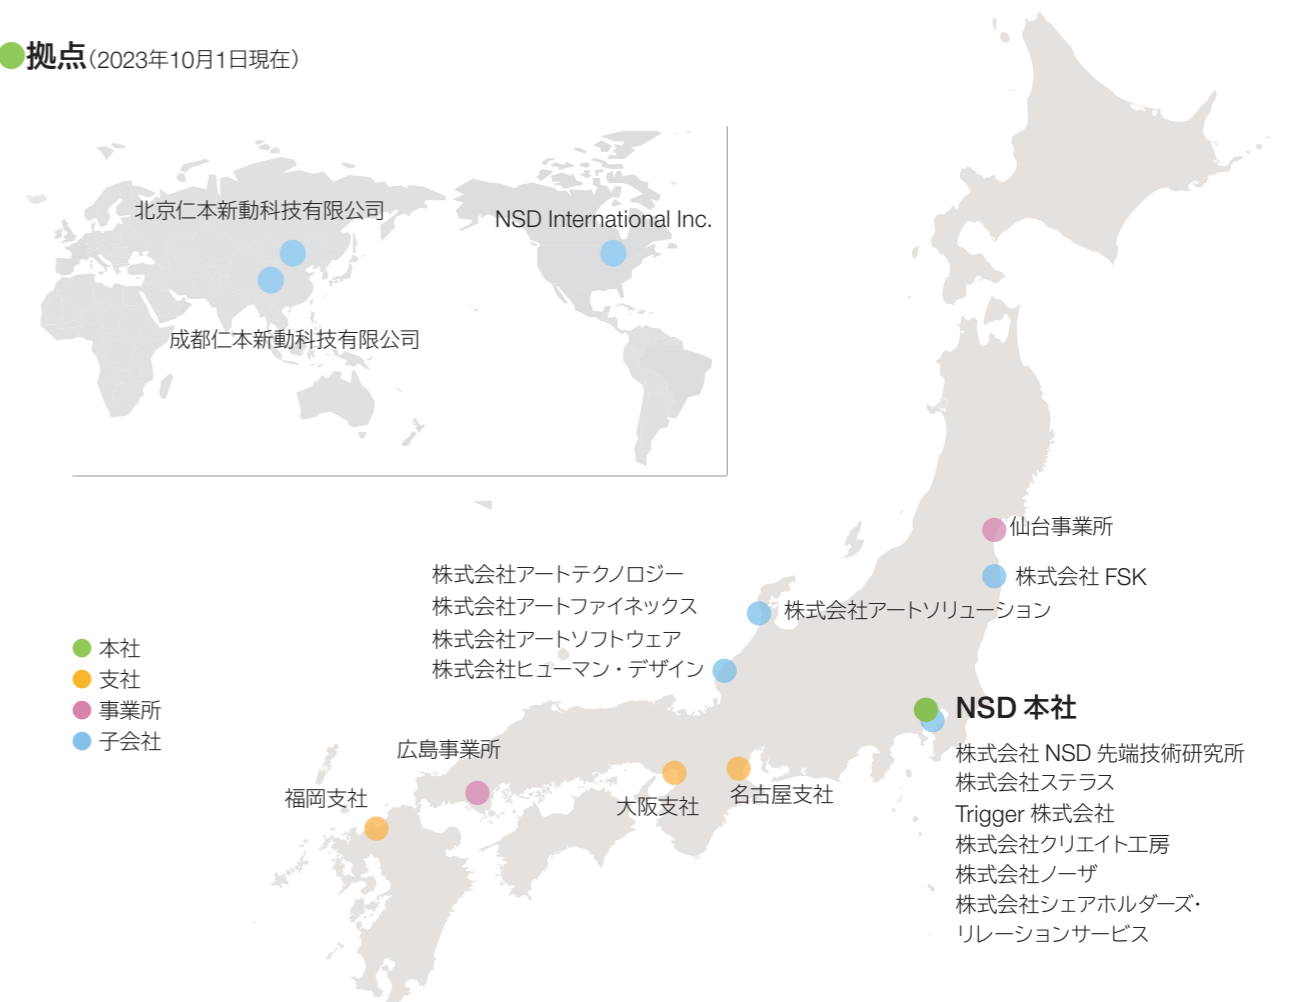 拠点(2023年10月1日現在)
北京仁本新動科技有限公司
NSD International Inc.
成都仁本新動科技有限公司
仙台事業所
株式会社 FSK
株式会社アートテクノロジー
株式会社アートファイネックス
株式会社アートソフトウェア
株式会社ヒューマン・デザイン
株式会社アートソリューション
本社
支社
事業所
子会社
NSD 本社
株式会社 NSD 先端技術研究所
株式会社ステラス
Trigger 株式会社
株式会社クリエイト工房
株式会社ノーザ
株式会社シェアホルダーズ・
リレーションサービス
広島事業所
福岡支社
大阪支社
名古屋支社